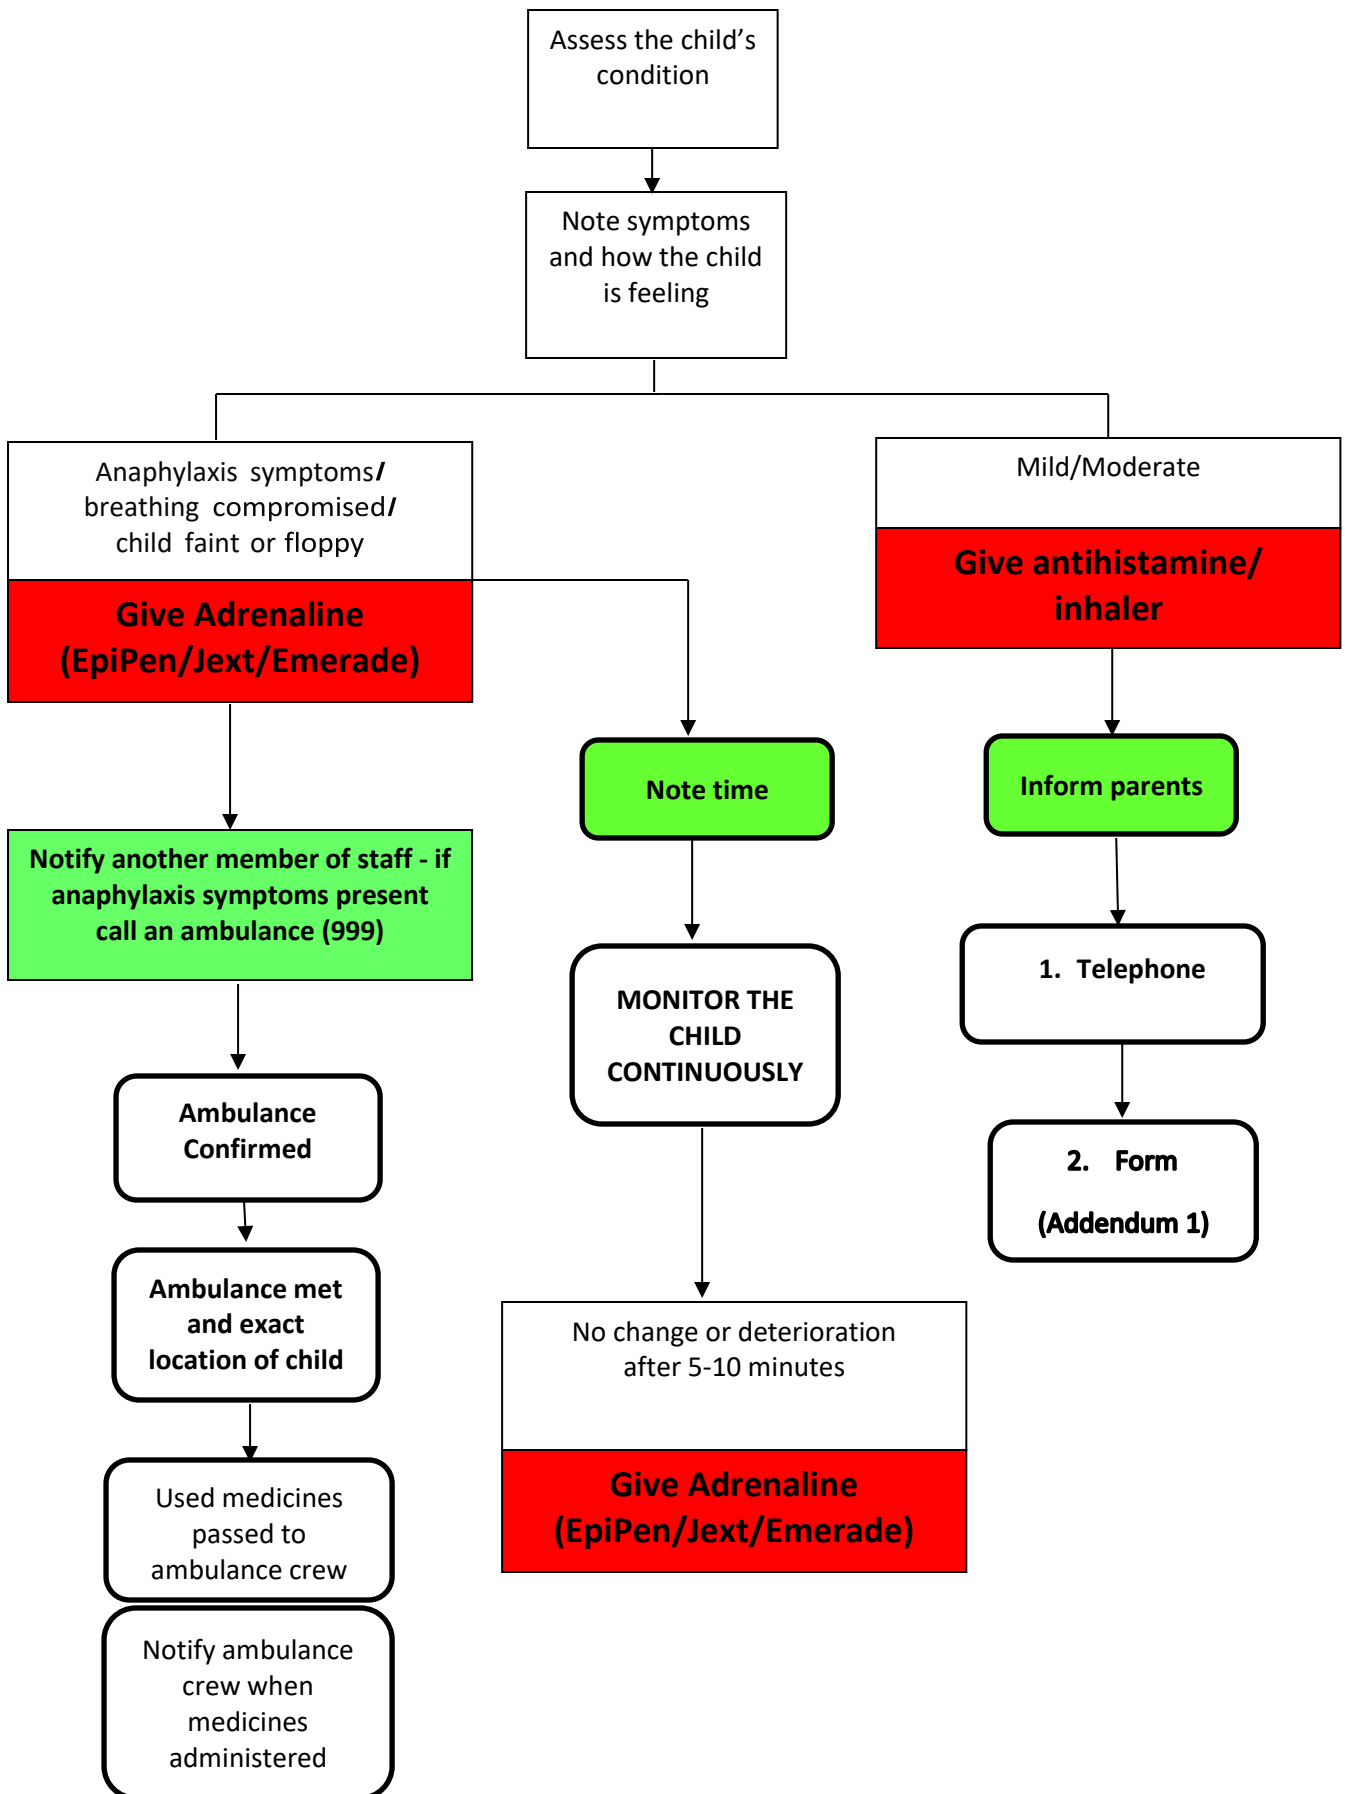 Assess the child’s
condition
Note symptoms
and how the child
is feeling
Anaphylaxis symptoms/
breathing compromised/
child faint or floppy
Give Adrenaline
(EpiPen/Jext/Emerade)
Mild/Moderate
Give antihistamine/
inhaler
Note time
Inform parents
Notify another member of staff - if
anaphylaxis symptoms present
call an ambulance (999)
MONITOR THE
CHILD
CONTINUOUSLY
1. Telephone
Ambulance
Confirmed
2. Form
(Addendum 1)
Ambulance met
and exact
location of child
No change or deterioration
after 5-10 minutes
Give Adrenaline
(EpiPen/Jext/Emerade)
Used medicines
passed to
ambulance crew
Notify ambulance
crew when
medicines
administered